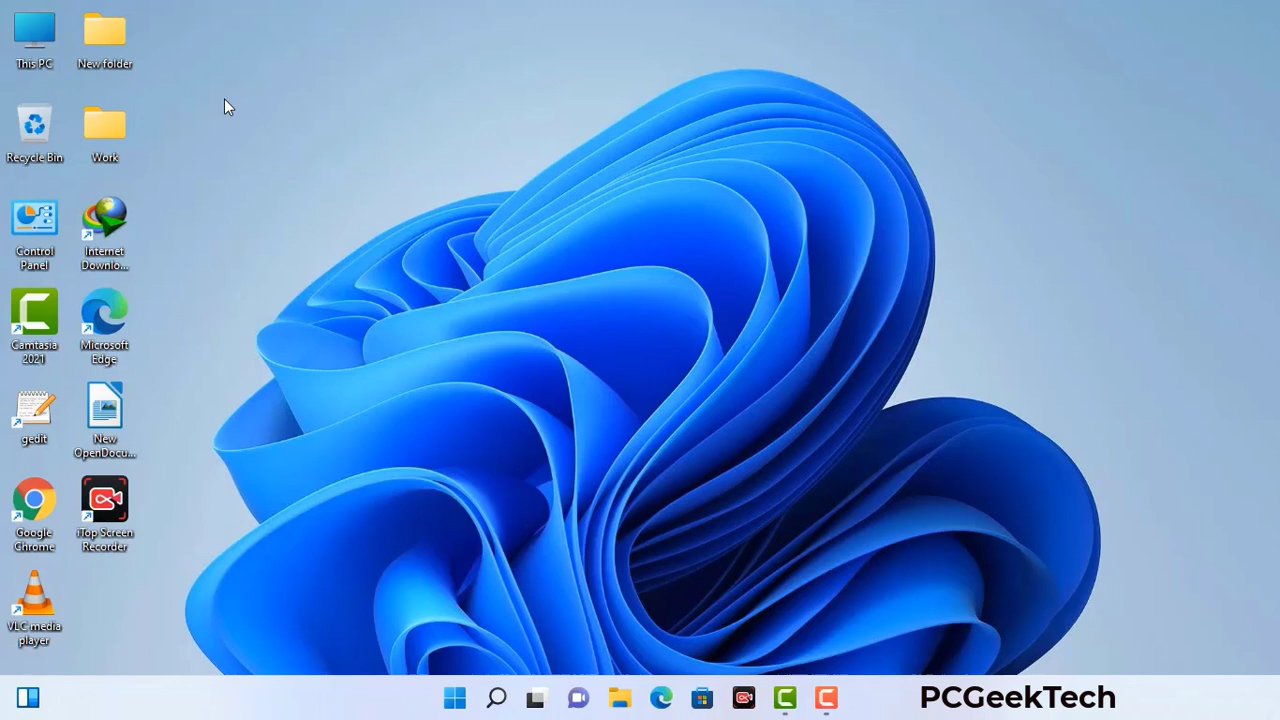 This PC
New folder
Recycle Bin
Work
Control
Panel
Internet
Downlo...
Camtasia
2021
Microsoft
Edge
gedit
New
OpenDocu...
Google
Chrome
iTop Screen
Recorder
VLC media
player
PCGeekTech